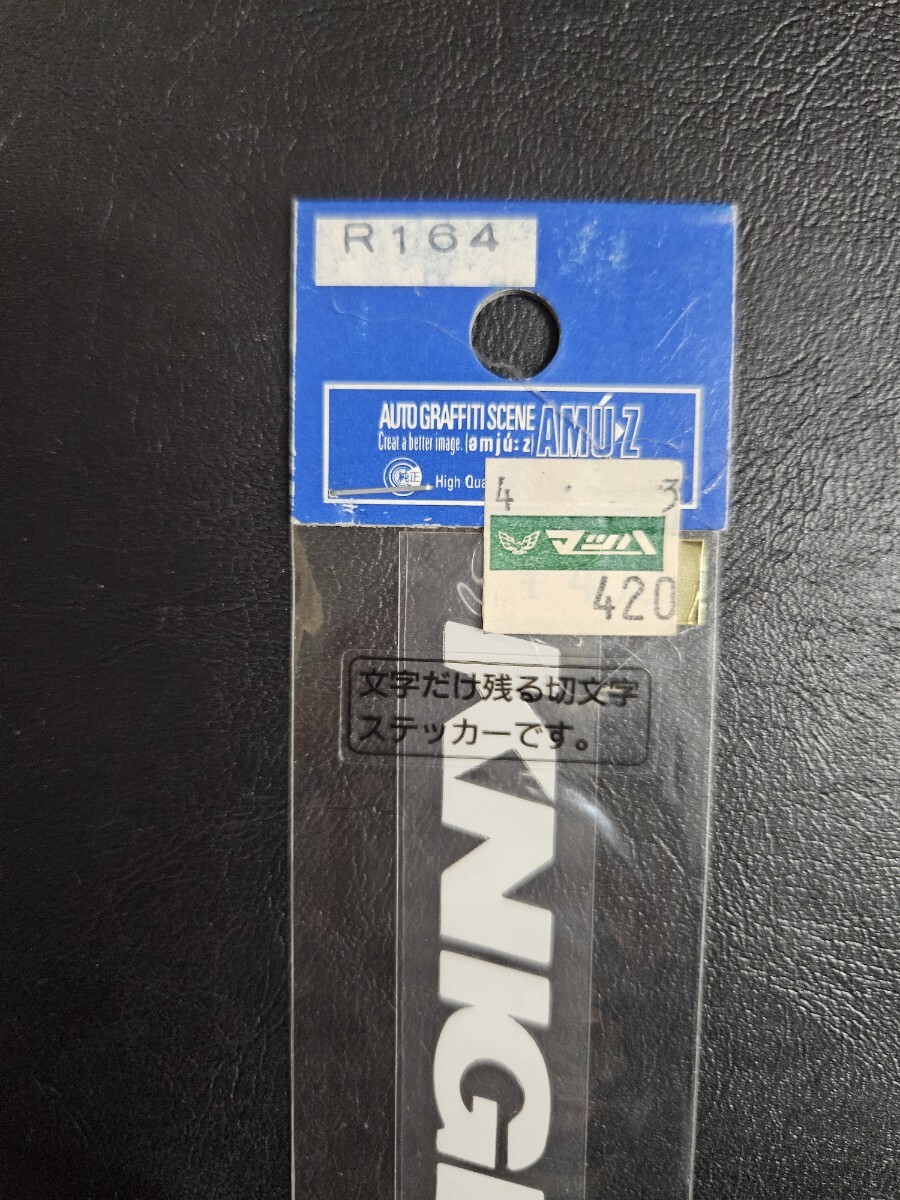 R164
AUTO GRAFFITI SCENE
Creat a better image. [əmjú:z]
AMÚ·Z
High
4 3
マッハ
420
文字だけ残る切文字
ステッカーです。
KNIG